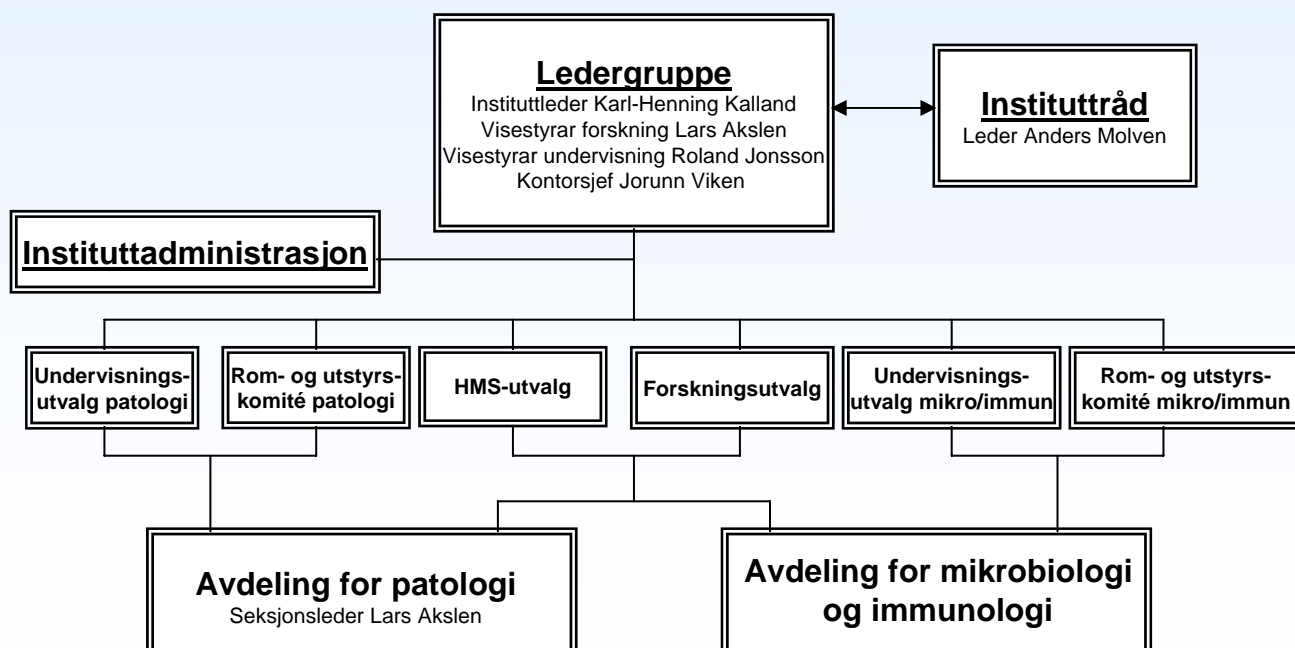 Ledergruppe
Instituttleder Karl-Henning Kalland
Visestyrar forskning Lars Akslen
Visestyrar undervisning Roland Jonsson
Kontorsjef Jorunn Viken
Instituttråd
Leder Anders Molven
Instituttadministrasjon
Undervisnings-
utvalg patologi
Rom- og utstyrs-
komité patologi
HMS-utvalg
Forskningsutvalg
Undervisnings-
utvalg mikro/immun
Rom- og utstyrs-
komité mikro/immun
Avdeling for patologi
Seksjonsleder Lars Akslen
Avdeling for mikrobiologi
og immunologi